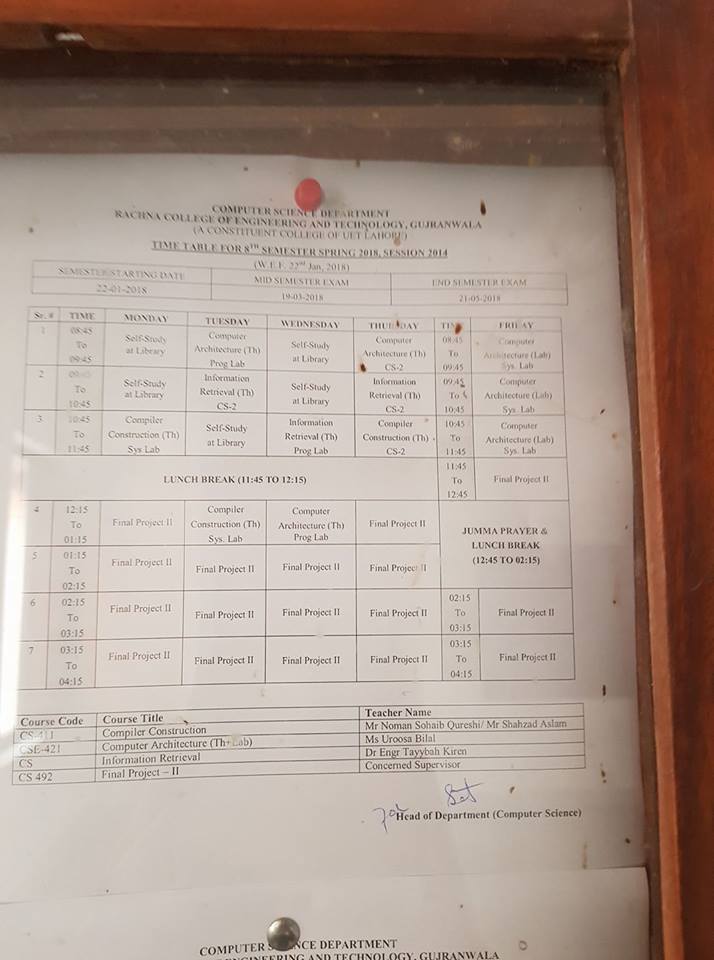 COMPUTER SCIENCE DEPARTMENT
RACHNA COLLEGE OF ENGINEERING AND TECHNOLOGY, GUJRANWALA
(A CONSTITUENT COLLEGE OF UET LAHORE)
TIME TABLE FOR 8TH SEMESTER SPRING 2018, SESSION 2014
(W.E.F. 22nd Jan, 2018)
SEMESTER STARTING DATE MID SEMESTER EXAM END SEMESTER EXAM
22-01-2018 19-03-2018 21-05-2018
Sr. # TIME MONDAY TUESDAY WEDNESDAY THURSDAY TIME FRIDAY
1 08:45 Self-Study Computer Self-Study Computer 08:45 Computer
To at Library Architecture (Th) at Library Architecture (Th) To Architecture (Lab)
09:45 Prog Lab CS-2 09:45 Sys. Lab
2 09:45 Self-Study Information Self-Study Information 09:45 Computer
To at Library Retrieval (Th) at Library Retrieval (Th) To Architecture (Lab)
10:45 CS-2 CS-2 10:45 Sys. Lab
3 10:45 Compiler Self-Study Information Compiler 10:45 Computer
To Construction (Th) at Library Retrieval (Th) Construction (Th) To Architecture (Lab)
11:45 Sys Lab Prog Lab CS-2 11:45 Sys. Lab
LUNCH BREAK (11:45 TO 12:15) 11:45 To 12:45 Final Project II
4 12:15 Final Project II Compiler Computer Final Project II JUMMA PRAYER &
To Construction (Th) Architecture (Th) LUNCH BREAK
01:15 Sys. Lab Prog Lab (12:45 TO 02:15)
5 01:15 Final Project II Final Project II Final Project II Final Project II
To
02:15
6 02:15 Final Project II Final Project II Final Project II Final Project II 02:15 Final Project II
To To
03:15 03:15
7 03:15 Final Project II Final Project II Final Project II Final Project II 03:15 Final Project II
To To
04:15 04:15
Course Code Course Title Teacher Name
CS-411 Compiler Construction Mr Noman Sohaib Qureshi/ Mr Shahzad Aslam
CSE-421 Computer Architecture (Th+Lab) Ms Uroosa Bilal
CS Information Retrieval Dr Engr Tayybah Kiren
CS 492 Final Project – II Concerned Supervisor
for
Head of Department (Computer Science)
COMPUTER SCIENCE DEPARTMENT
ENGINEERING AND TECHNOLOGY, GUJRANWALA